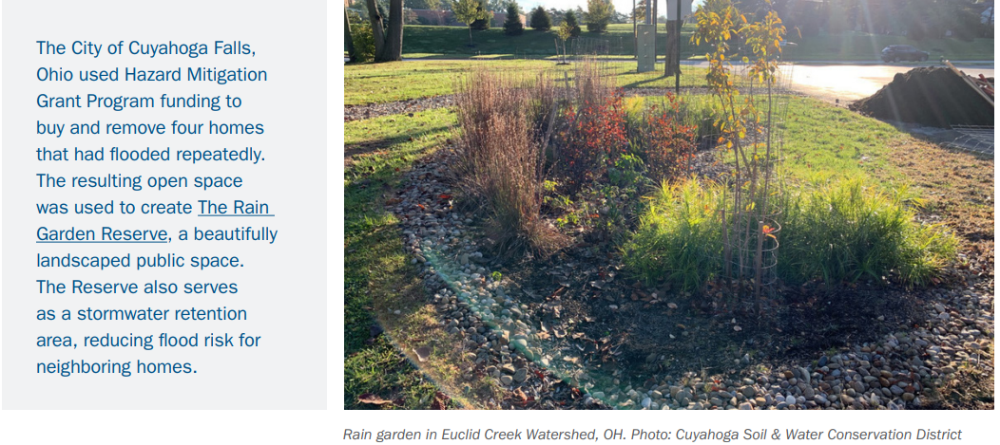 The City of Cuyahoga Falls,
Ohio used Hazard Mitigation
Grant Program funding to
buy and remove four homes
that had flooded repeatedly.
The resulting open space
was used to create The Rain
Garden Reserve, a beautifully
landscaped public space.
The Reserve also serves
as a stormwater retention
area, reducing flood risk for
neighboring homes.
Rain garden in Euclid Creek Watershed, OH. Photo: Cuyahoga Soil & Water Conservation District